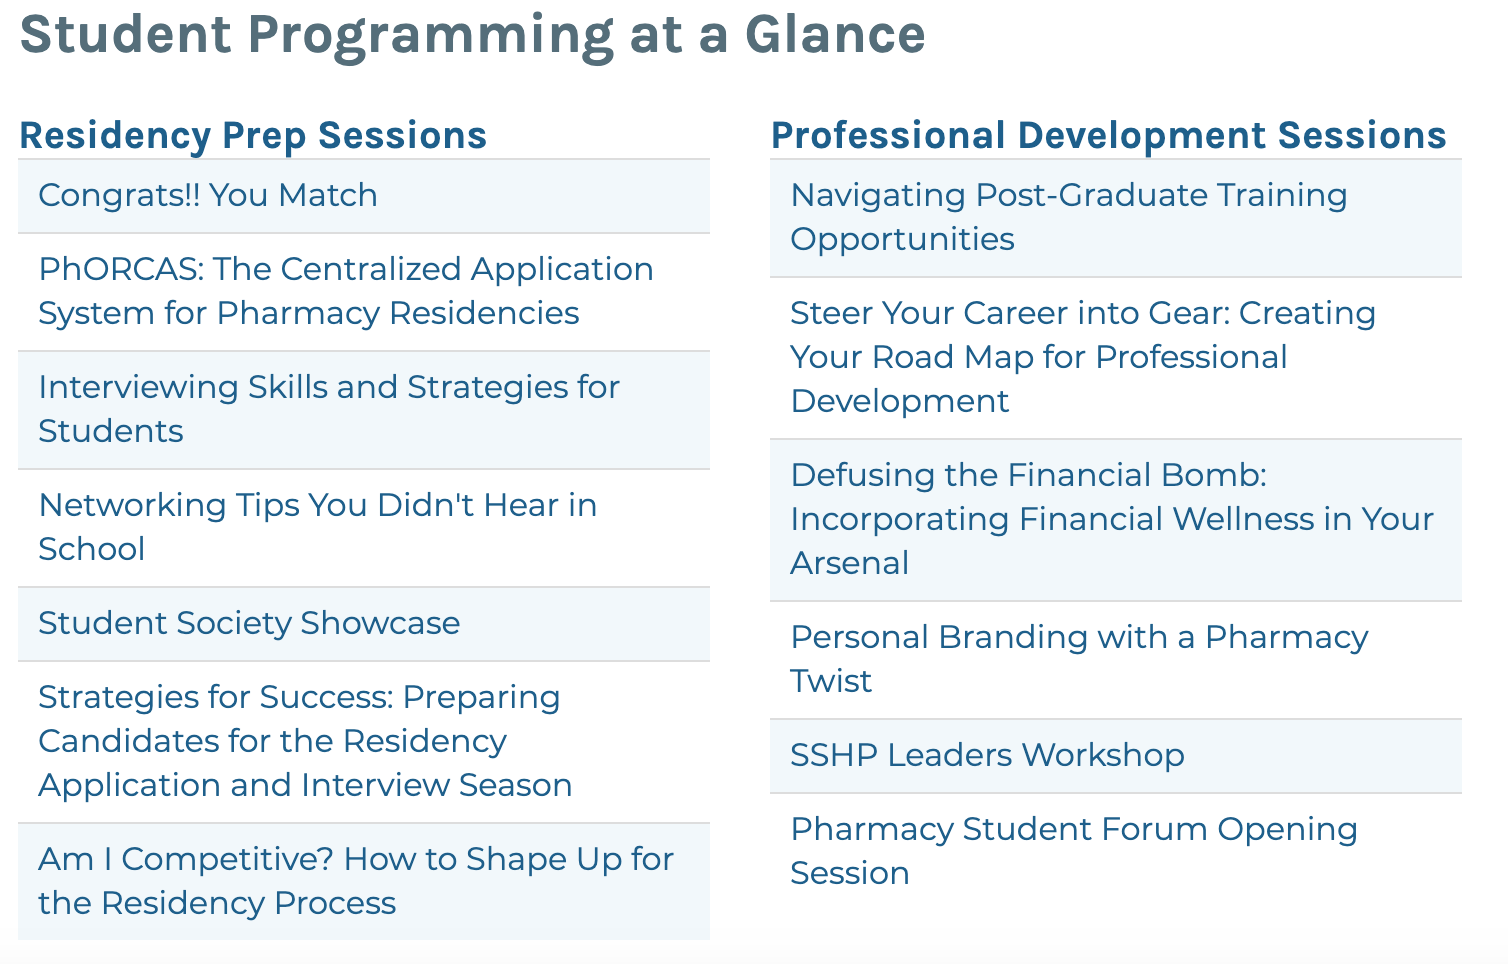 Student Programming at a Glance
Residency Prep Sessions
Congrats!! You Match
PhORCAS: The Centralized Application
System for Pharmacy Residencies
Interviewing Skills and Strategies for
Students
Networking Tips You Didn't Hear in
School
Student Society Showcase
Strategies for Success: Preparing
Candidates for the Residency
Application and Interview Season
Am I Competitive? How to Shape Up for
the Residency Process
Professional Development Sessions
Navigating Post-Graduate Training
Opportunities
Steer Your Career into Gear: Creating
Your Road Map for Professional
Development
Defusing the Financial Bomb:
Incorporating Financial Wellness in Your
Arsenal
Personal Branding with a Pharmacy
Twist
SSHP Leaders Workshop
Pharmacy Student Forum Opening
Session